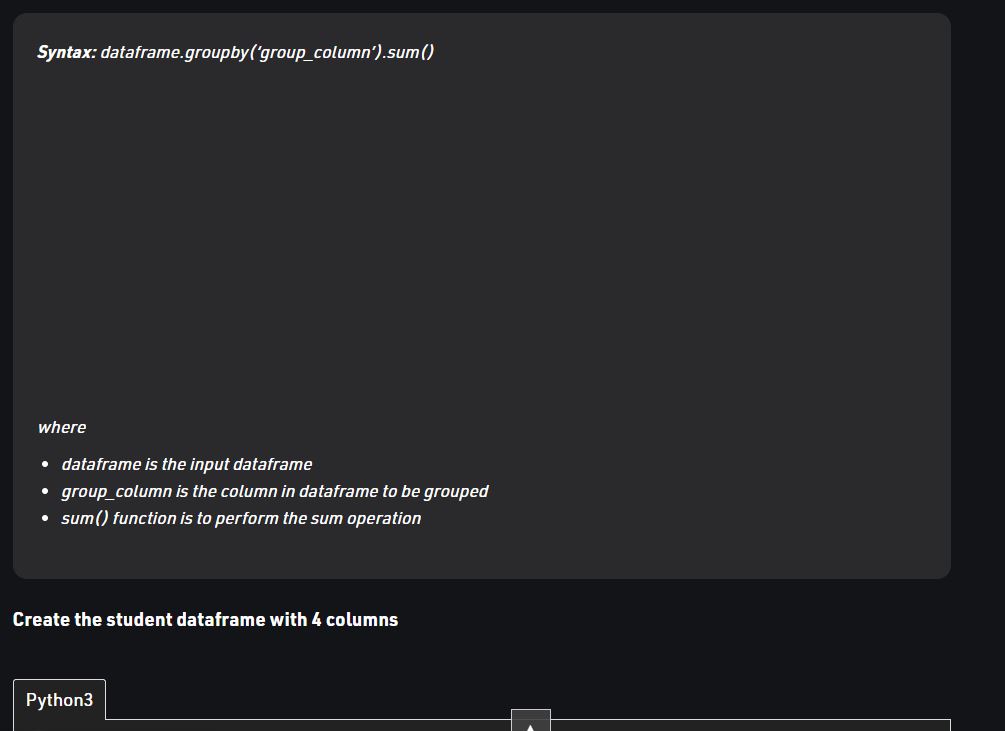 Syntax: dataframe.groupby(‘group_column’).sum()
where
dataframe is the input dataframe
group_column is the column in dataframe to be grouped
sum() function is to perform the sum operation
Create the student dataframe with 4 columns
Python3